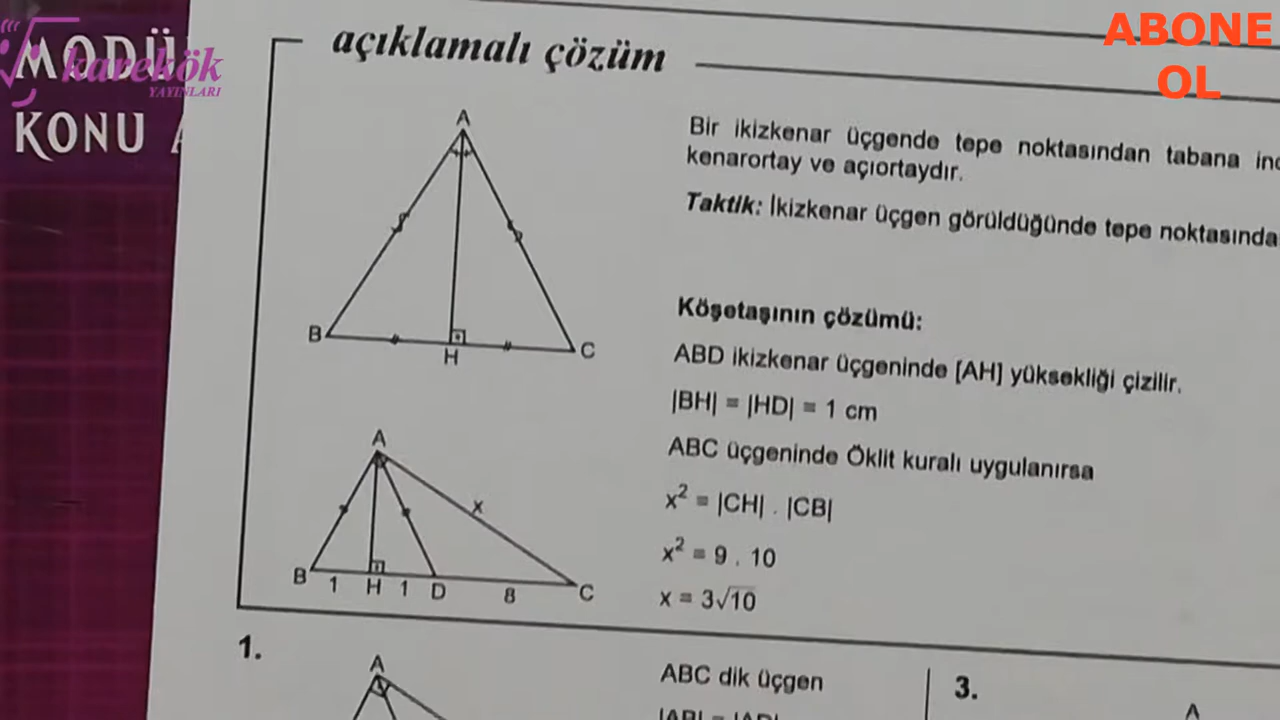 ABONE
OL
MODÜ
karekök
YAYINLARI
KONU
açıklamalı çözüm
A
B
H
C
Bir ikizkenar üçgende tepe noktasından tabana
kenarortay ve açıortaydır.
Taktik: İkizkenar üçgen görüldüğünde tepe noktasında
Köşetaşının çözümü:
ABD ikizkenar üçgeninde [AH] yüksekliği çizilir.
|BH| = |HD| = 1 cm
ABC üçgeninde Öklit kuralı uygulanırsa
x² = |CH| . |CB|
x² = 9 . 10
x = 3√10
A
x
B 1 H 1 D 8 C
1.
A
ABC dik üçgen
|AB| = |AD|
3.
A